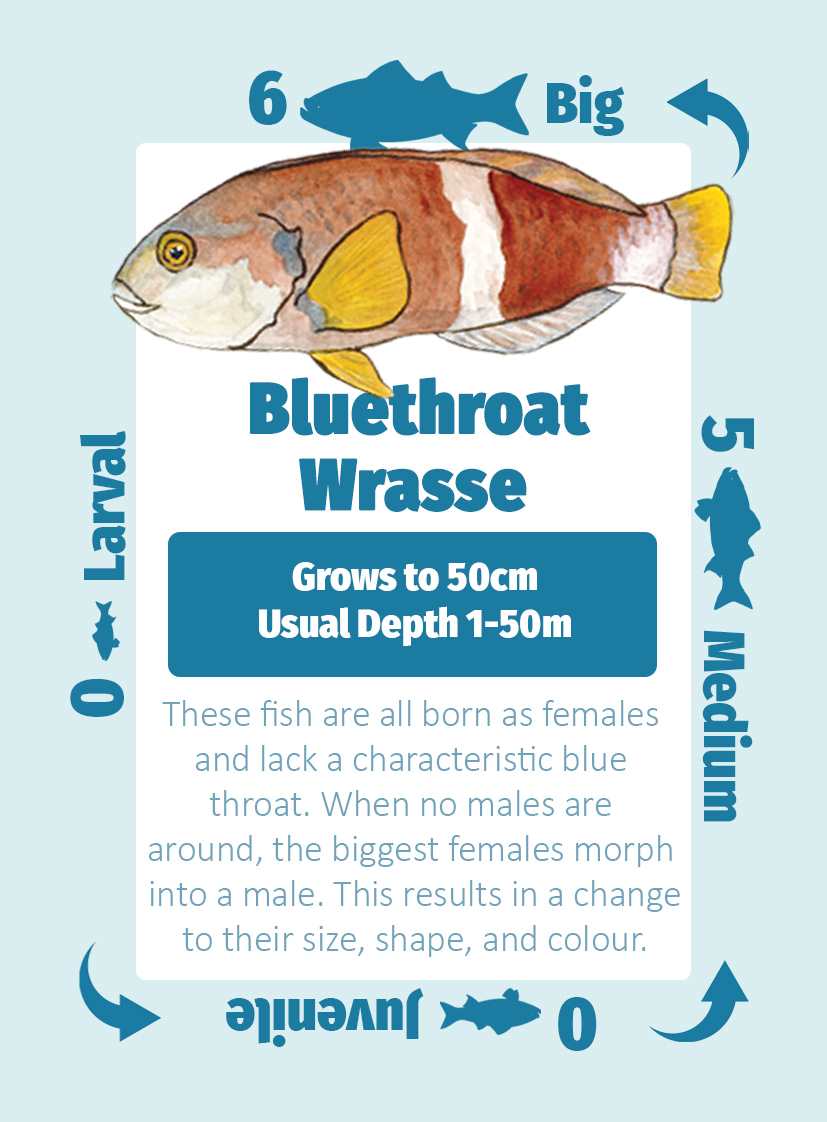 6 Big
Bluethroat
Wrasse
Grows to 50cm
Usual Depth 1-50m
These fish are all born as females
and lack a characteristic blue
throat. When no males are
around, the biggest females morph
into a male. This results in a change
to their size, shape, and colour.
5 Medium
0 Juvenile
0 Larval